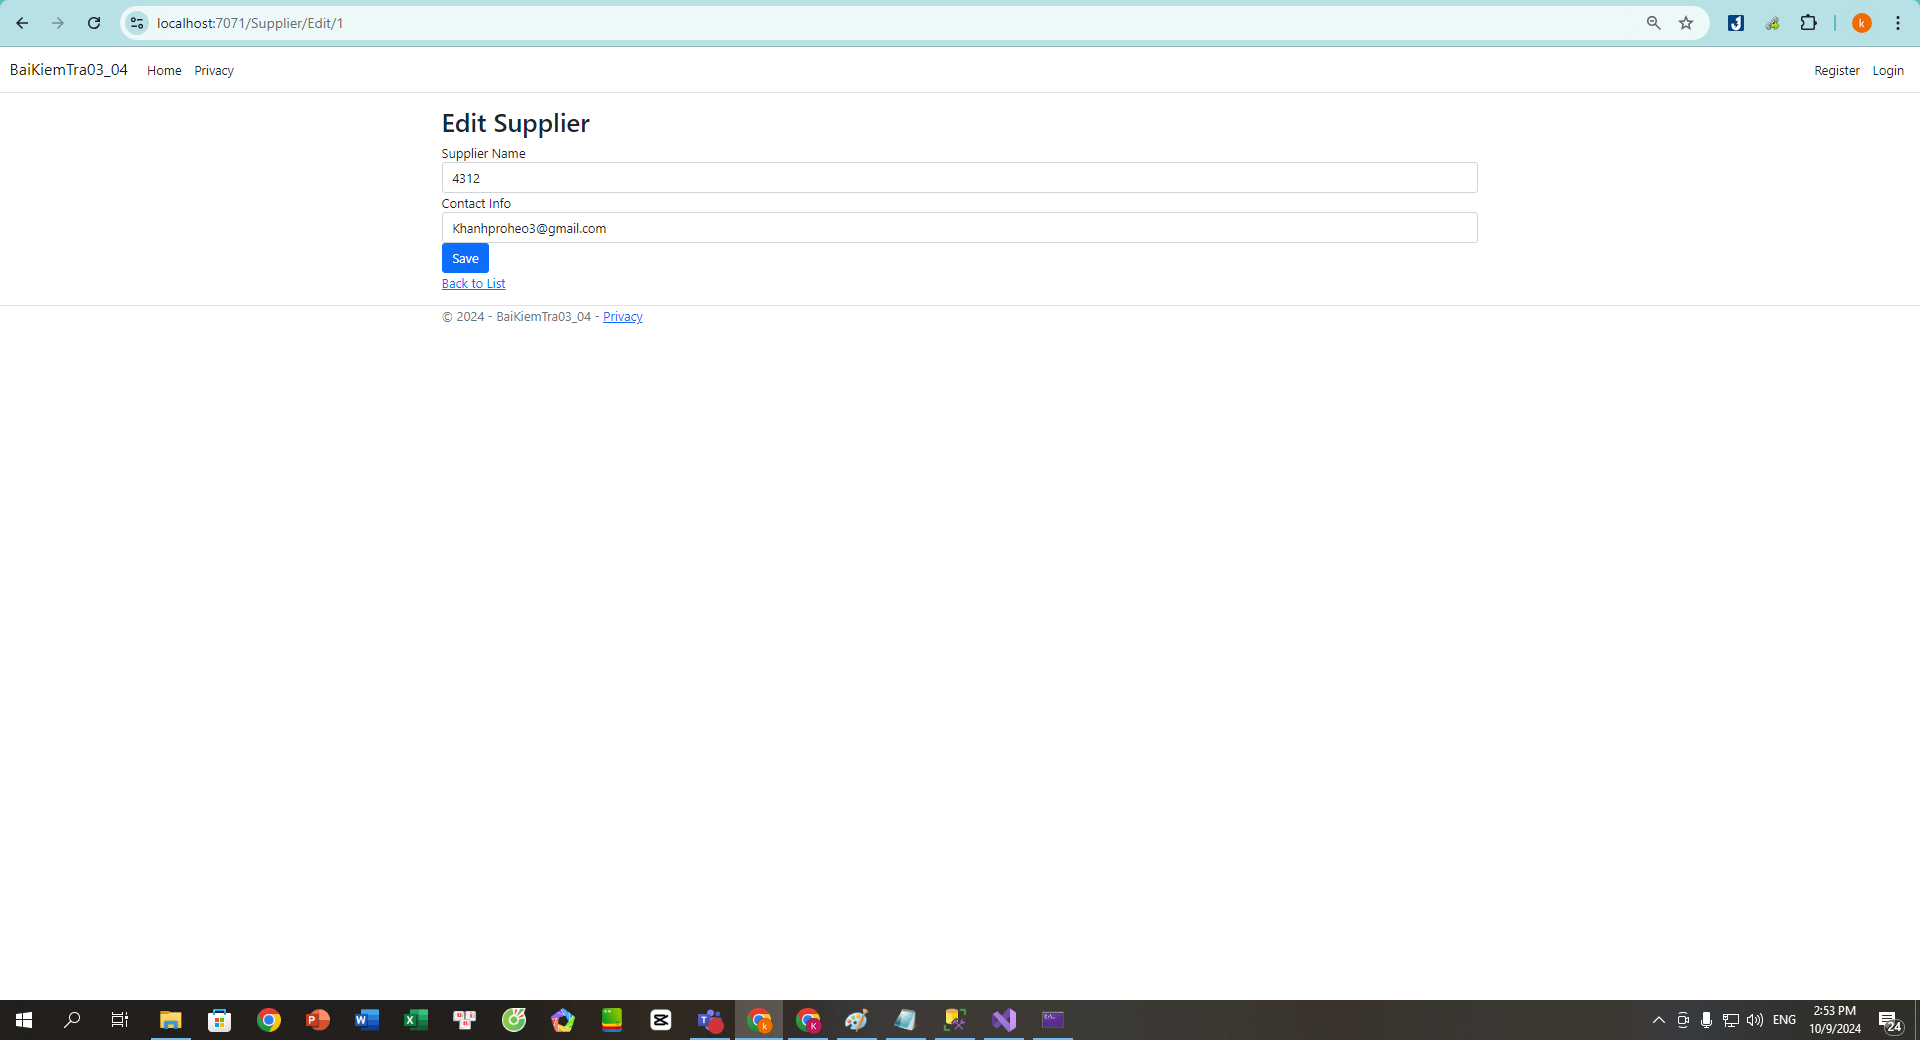 localhost:7071/Supplier/Edit/1
k
BaiKiemTra03_04 Home Privacy Register Login
Edit Supplier
Supplier Name
4312
Contact Info
Khanhproheo3@gmail.com
Save
Back to List
© 2024 - BaiKiemTra03_04 - Privacy
ENG
2:53 PM
10/9/2024
24